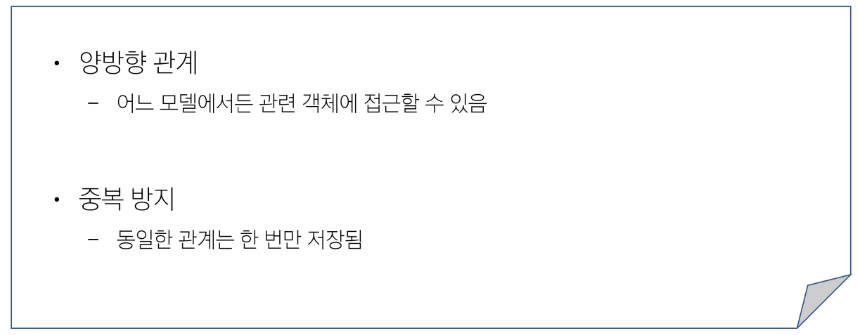 • 양방향 관계
– 어느 모델에서든 관련 객체에 접근할 수 있음
• 중복 방지
– 동일한 관계는 한 번만 저장됨